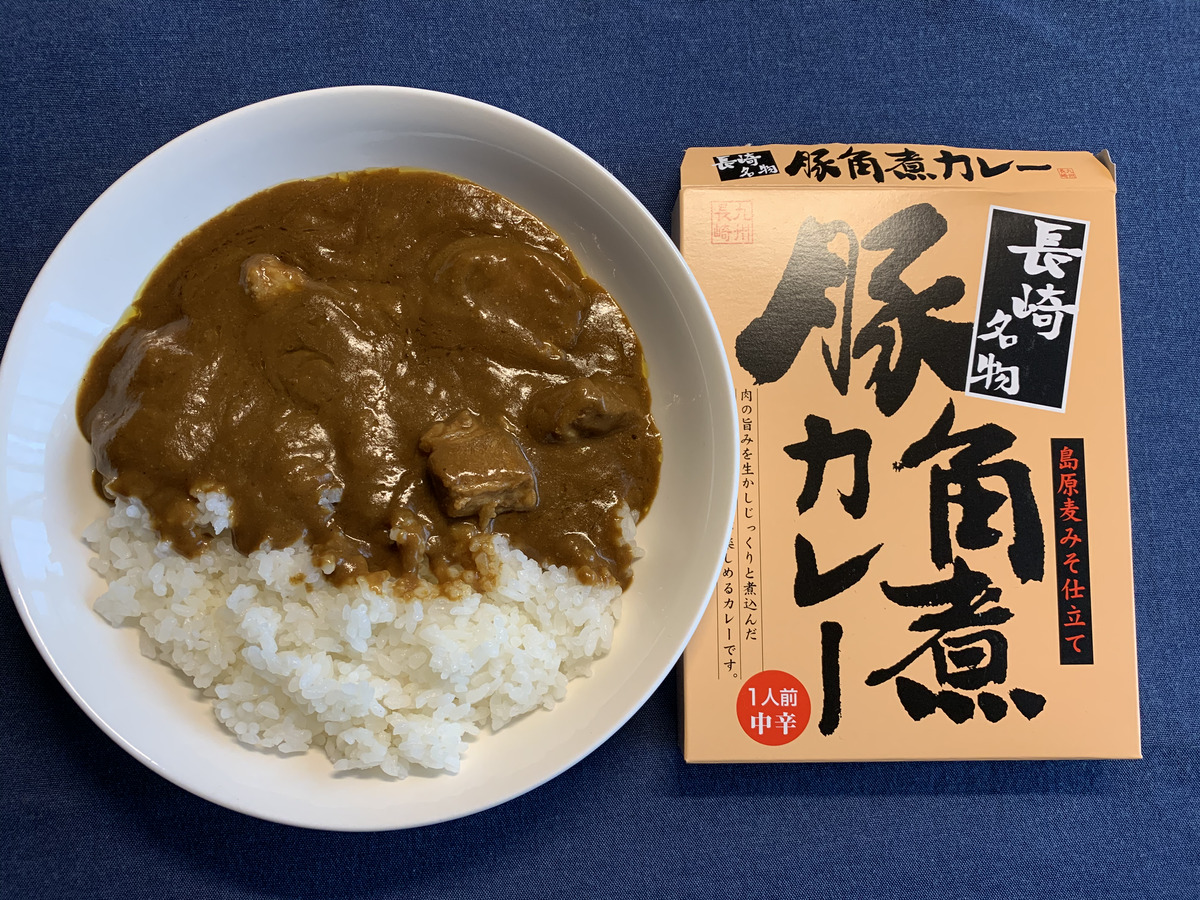 長崎
名物
豚角煮カレー
九州
長崎
長崎
名物
豚角煮
カレー
島原麦みそ仕立て
肉の旨みを生かしじっくりと煮込んだ
しめるカレーです。
1人前
中辛